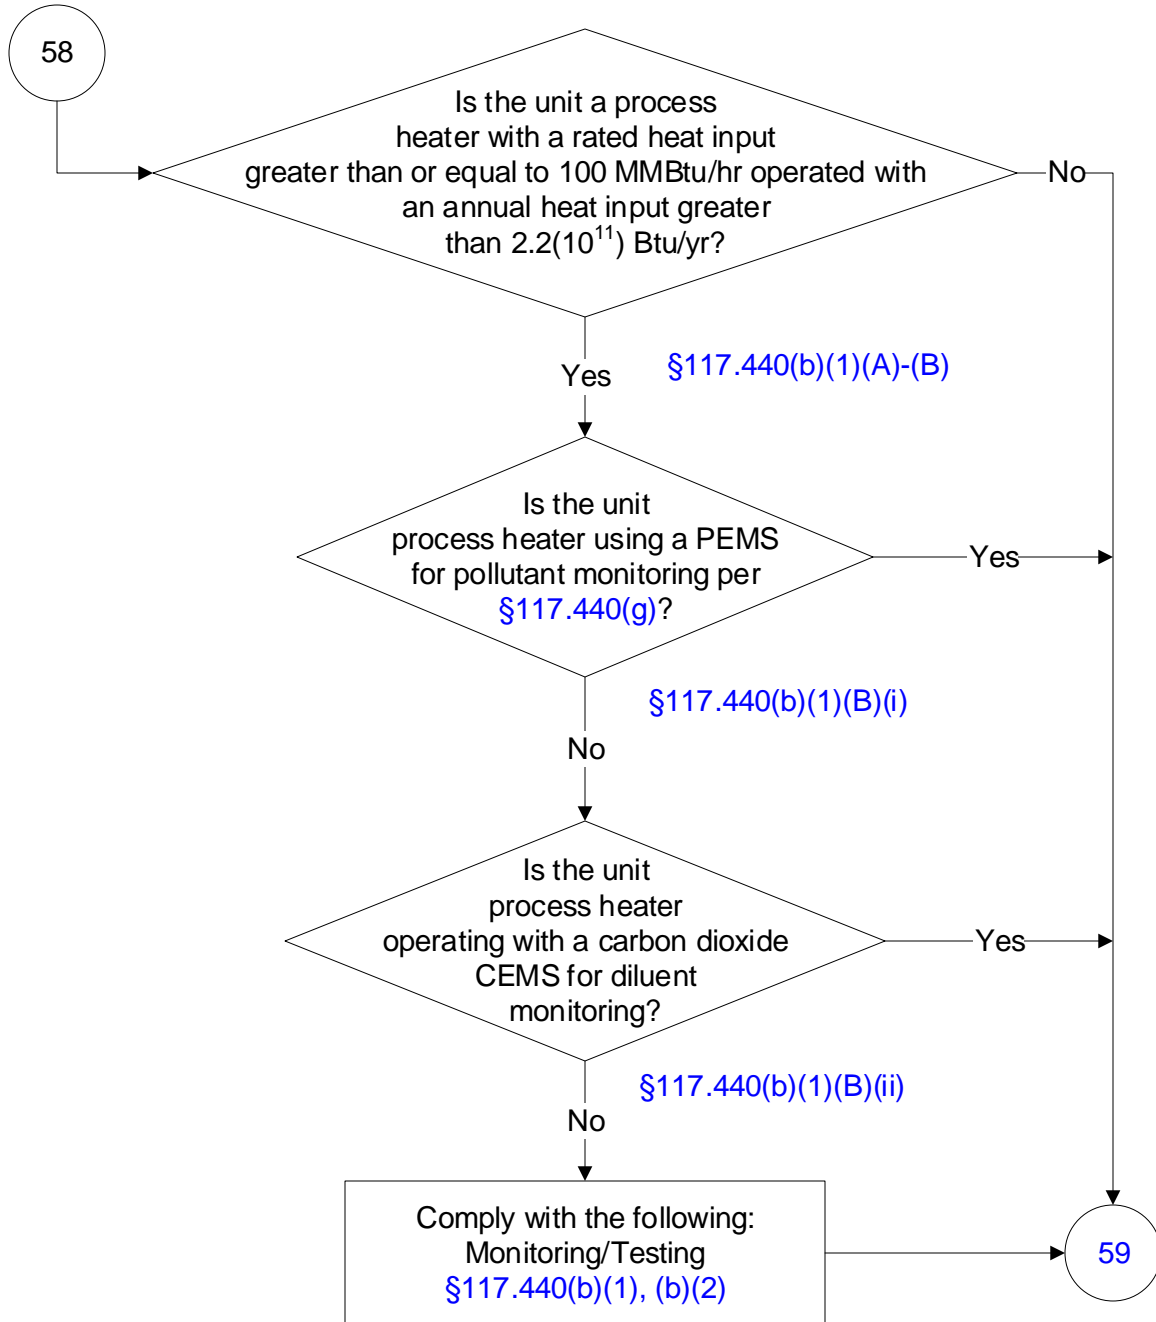 58
Is the unit a process
heater with a rated heat input
greater than or equal to 100 MMBtu/hr operated with
an annual heat input greater
than 2.2(10^11) Btu/yr?
No
Yes
§117.440(b)(1)(A)-(B)
Is the unit
process heater using a PEMS
for pollutant monitoring per
§117.440(g)?
Yes
§117.440(b)(1)(B)(i)
No
Is the unit
process heater
operating with a carbon dioxide
CEMS for diluent
monitoring?
Yes
§117.440(b)(1)(B)(ii)
No
Comply with the following:
Monitoring/Testing
§117.440(b)(1), (b)(2)
59